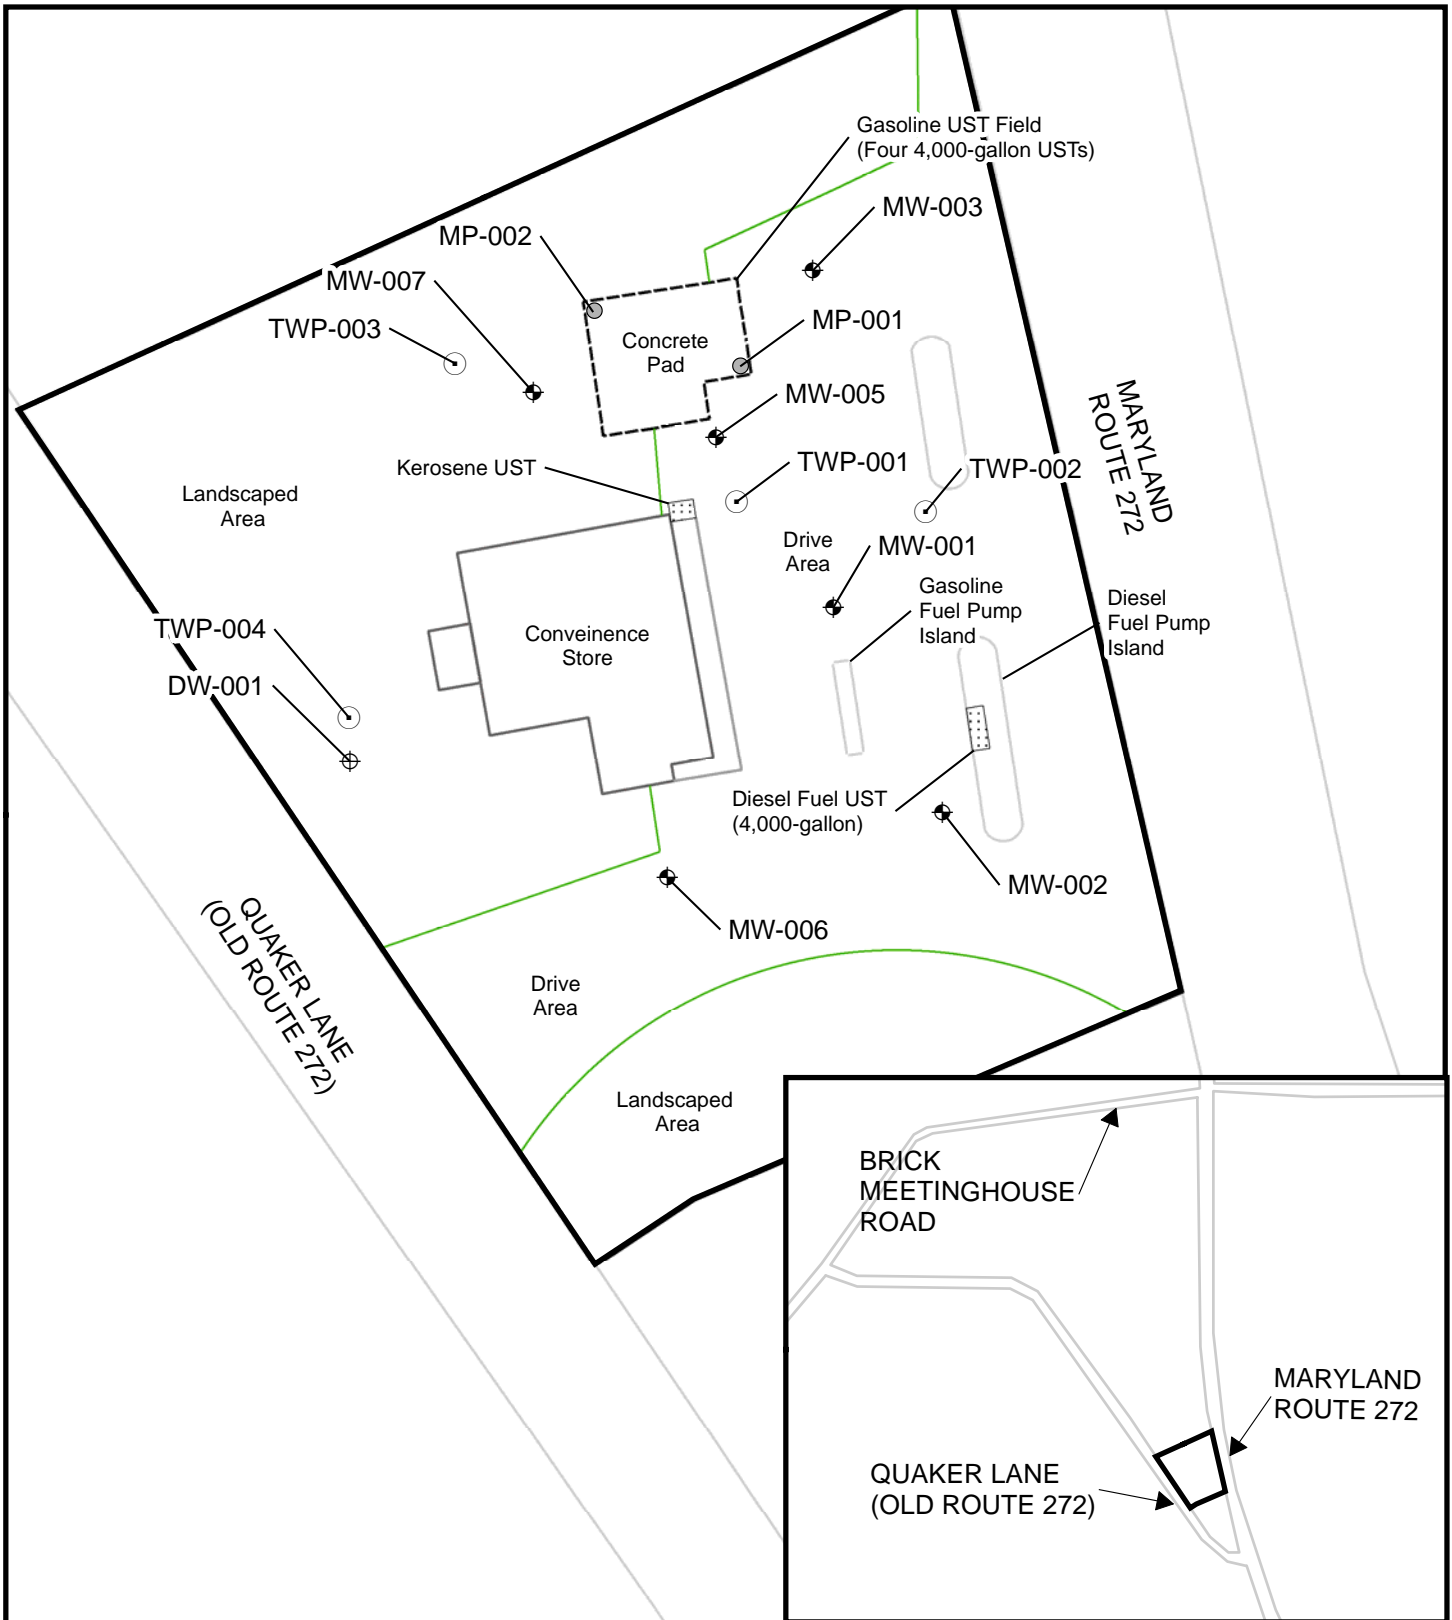 Gasoline UST Field
(Four 4,000-gallon USTs)
MW-003
MP-002
MW-007
MP-001
TWP-003
Concrete
Pad
MW-005
MARYLAND
ROUTE 272
TWP-001
TWP-002
Kerosene UST
Landscaped
Area
Drive
Area
MW-001
Gasoline
Fuel Pump
Island
Diesel
Fuel Pump
Island
TWP-004
Conveinence
Store
DW-001
Diesel Fuel UST
(4,000-gallon)
MW-002
MW-006
QUAKER LANE
(OLD ROUTE 272)
Drive
Area
Landscaped
Area
BRICK
MEETINGHOUSE
ROAD
MARYLAND
ROUTE 272
QUAKER LANE
(OLD ROUTE 272)